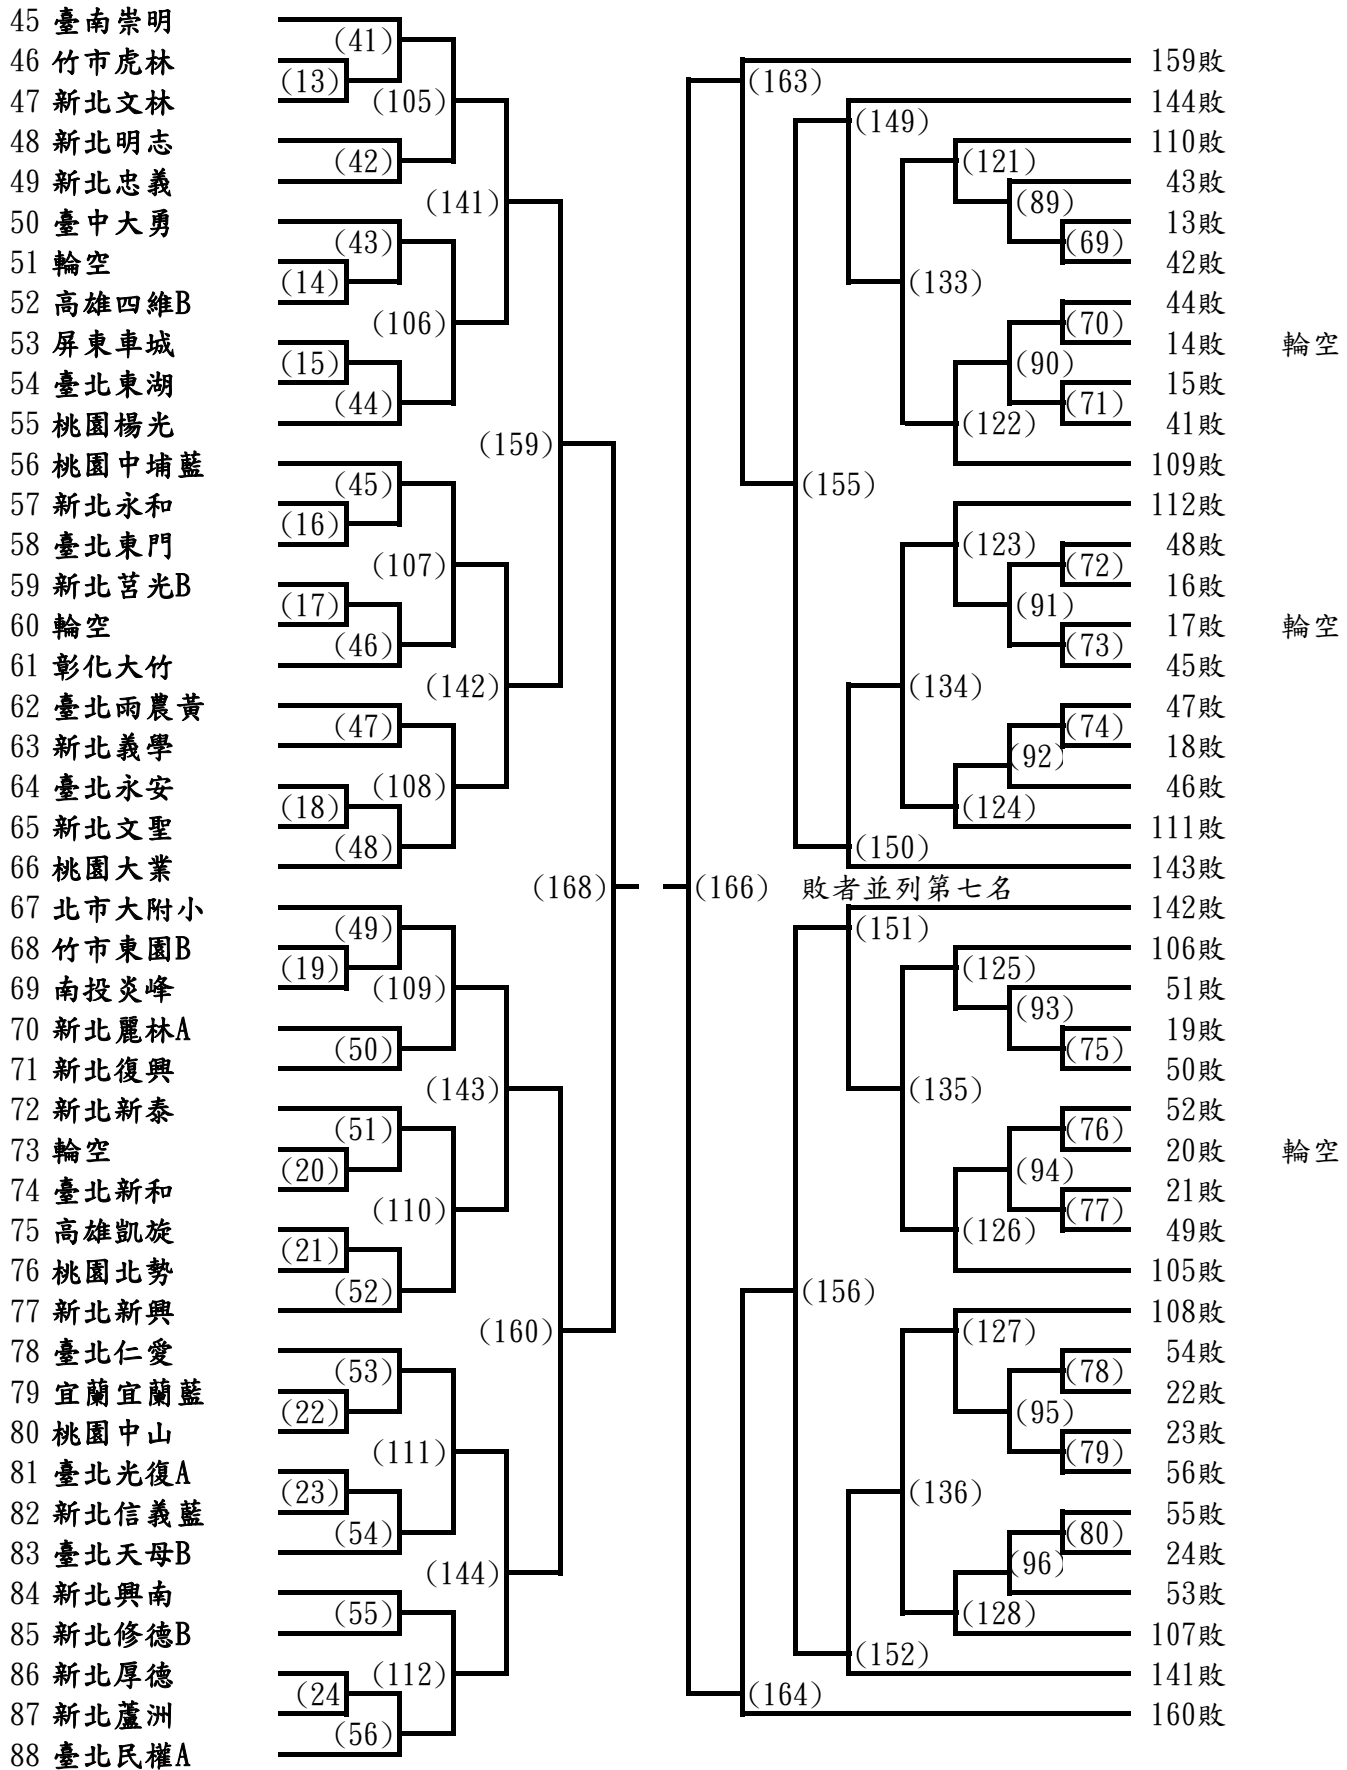 45 臺南崇明
(41)
46 竹市虎林
(13)
159敗
(163)
47 新北文林
(105)
144敗
(149)
48 新北明志
(42)
110敗
(121)
49 新北忠義
43敗
(141)
(89)
50 臺中大勇
(43)
13敗
(69)
51 輪空
(14)
42敗
(133)
52 高雄四維B
(106)
44敗
(70)
53 屏東車城
(15)
14敗 輪空
(90)
54 臺北東湖
(44)
15敗
(71)
55 桃園楊光
(122)
41敗
(159)
56 桃園中埔藍
(45)
109敗
(155)
57 新北永和
(16)
112敗
58 臺北東門
(107)
(123)
48敗
(72)
59 新北莒光B
(17)
16敗
(91)
60 輪空
(46)
17敗 輪空
(73)
61 彰化大竹
45敗
(142)
(134)
62 臺北雨農黃
(47)
47敗
(74)
63 新北義學
18敗
(92)
64 臺北永安
(108)
46敗
(18)
(124)
65 新北文聖
(48)
111敗
(150)
66 桃園大業
143敗
(168)
(166) 敗者並列第七名
67 北市大附小
(49)
142敗
(151)
68 竹市東園B
(19)
106敗
(125)
69 南投炎峰
(109)
51敗
(93)
70 新北麗林A
(50)
19敗
(75)
71 新北復興
50敗
(143)
(135)
72 新北新泰
(51)
52敗
(76)
73 輪空
(20)
20敗 輪空
(94)
74 臺北新和
(110)
21敗
(77)
75 高雄凱旋
(21)
49敗
(126)
76 桃園北勢
(52)
105敗
(156)
77 新北新興
108敗
(160)
(127)
78 臺北仁愛
(53)
54敗
(78)
79 宜蘭宜蘭藍
(22)
22敗
(95)
80 桃園中山
(111)
23敗
(79)
81 臺北光復A
(23)
56敗
(136)
82 新北信義藍
(54)
55敗
(80)
83 臺北天母B
24敗
(144)
(96)
84 新北興南
(55)
53敗
(128)
85 新北修德B
107敗
(152)
86 新北厚德
(112)
141敗
(24
(164)
87 新北蘆洲
(56)
160敗
88 臺北民權A